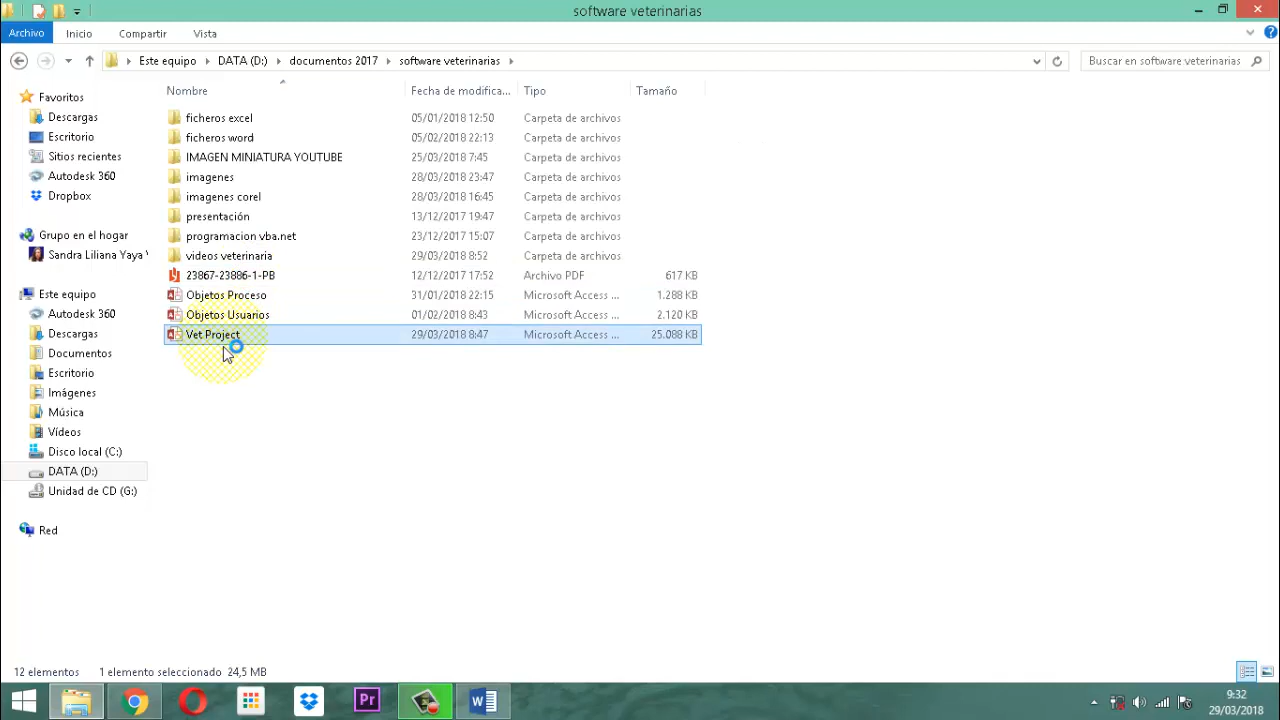 software veterinarias
Archivo Inicio Compartir Vista
Este equipo DATA (D:) documentos 2017 software veterinarias
Buscar en software veterinarias
Nombre Fecha de modifica... Tipo Tamaño
ficheros excel 05/01/2018 12:50 Carpeta de archivos
ficheros word 05/02/2018 22:13 Carpeta de archivos
IMAGEN MINIATURA YOUTUBE 25/03/2018 7:45 Carpeta de archivos
imagenes 28/03/2018 23:47 Carpeta de archivos
imagenes corel 28/03/2018 16:45 Carpeta de archivos
presentación 13/12/2017 19:47 Carpeta de archivos
programacion vba.net 23/12/2017 15:07 Carpeta de archivos
videos veterinaria 29/03/2018 8:52 Carpeta de archivos
23867-23886-1-PB 12/12/2017 17:52 Archivo PDF 617 KB
Objetos Proceso 31/01/2018 22:15 Microsoft Access ... 1.288 KB
Objetos Usuarios 01/02/2018 8:43 Microsoft Access ... 2.120 KB
Vet Project 29/03/2018 8:47 Microsoft Access ... 25.088 KB
Favoritos
Descargas
Escritorio
Sitios recientes
Autodesk 360
Dropbox
Grupo en el hogar
Sandra Liliana Yaya
Este equipo
Autodesk 360
Descargas
Documentos
Escritorio
Imágenes
Música
Vídeos
Disco local (C:)
DATA (D:)
Unidad de CD (G:)
Red
12 elementos 1 elemento seleccionado 24,5 MB
Pr
9:32
29/03/2018